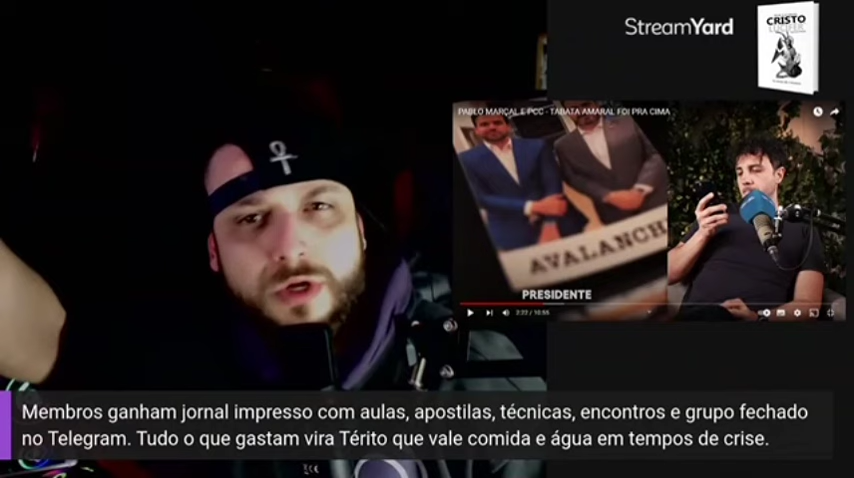 StreamYard
CRISTO
PABLO MARÇAL E PCC - TABATA AMARAL FOI PRA CIMA
AVALANCH
PRESIDENTE
2:22 / 10:55
Membros ganham jornal impresso com aulas, apostilas, técnicas, encontros e grupo fechado
no Telegram. Tudo o que gastam vira Térito que vale comida e água em tempos de crise.